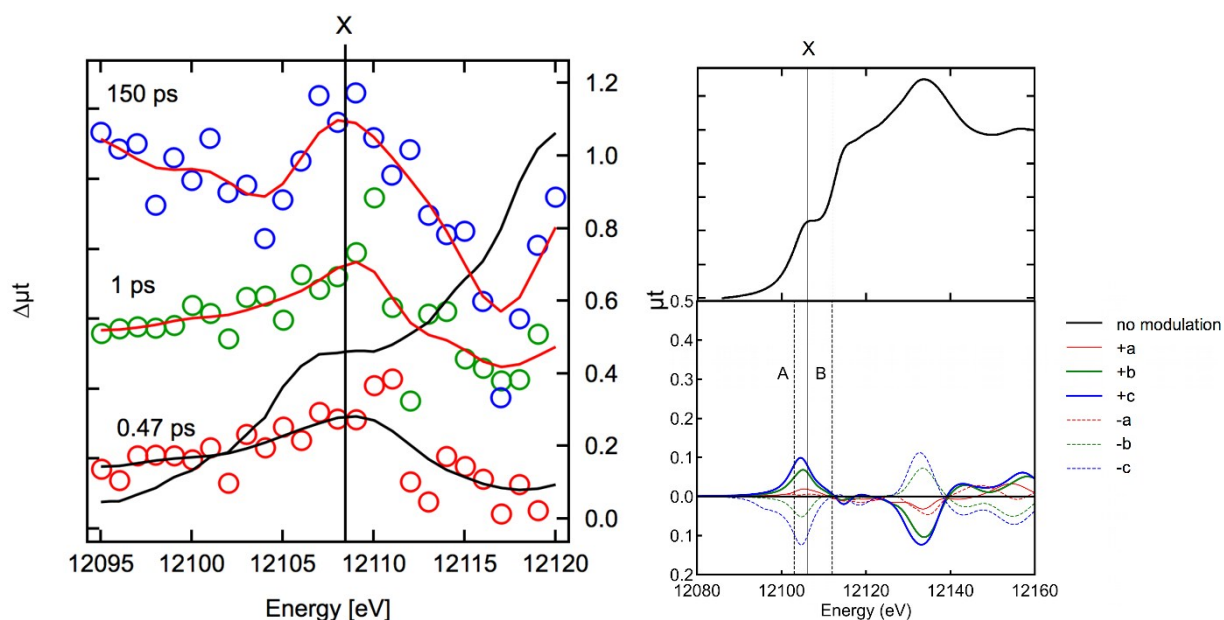 X
150 ps
1 ps
0.47 ps
Δμt
1.2
1.0
0.8
0.6
0.4
0.2
0.0
12095 12100 12105 12110 12115 12120
Energy [eV]
X
μt
0.5
0.4
0.3
0.2
0.1
0.0
0.1
0.2
A B
12080 12100 12120 12140 12160
Energy (eV)
no modulation
+a
+b
+c
-a
-b
-c